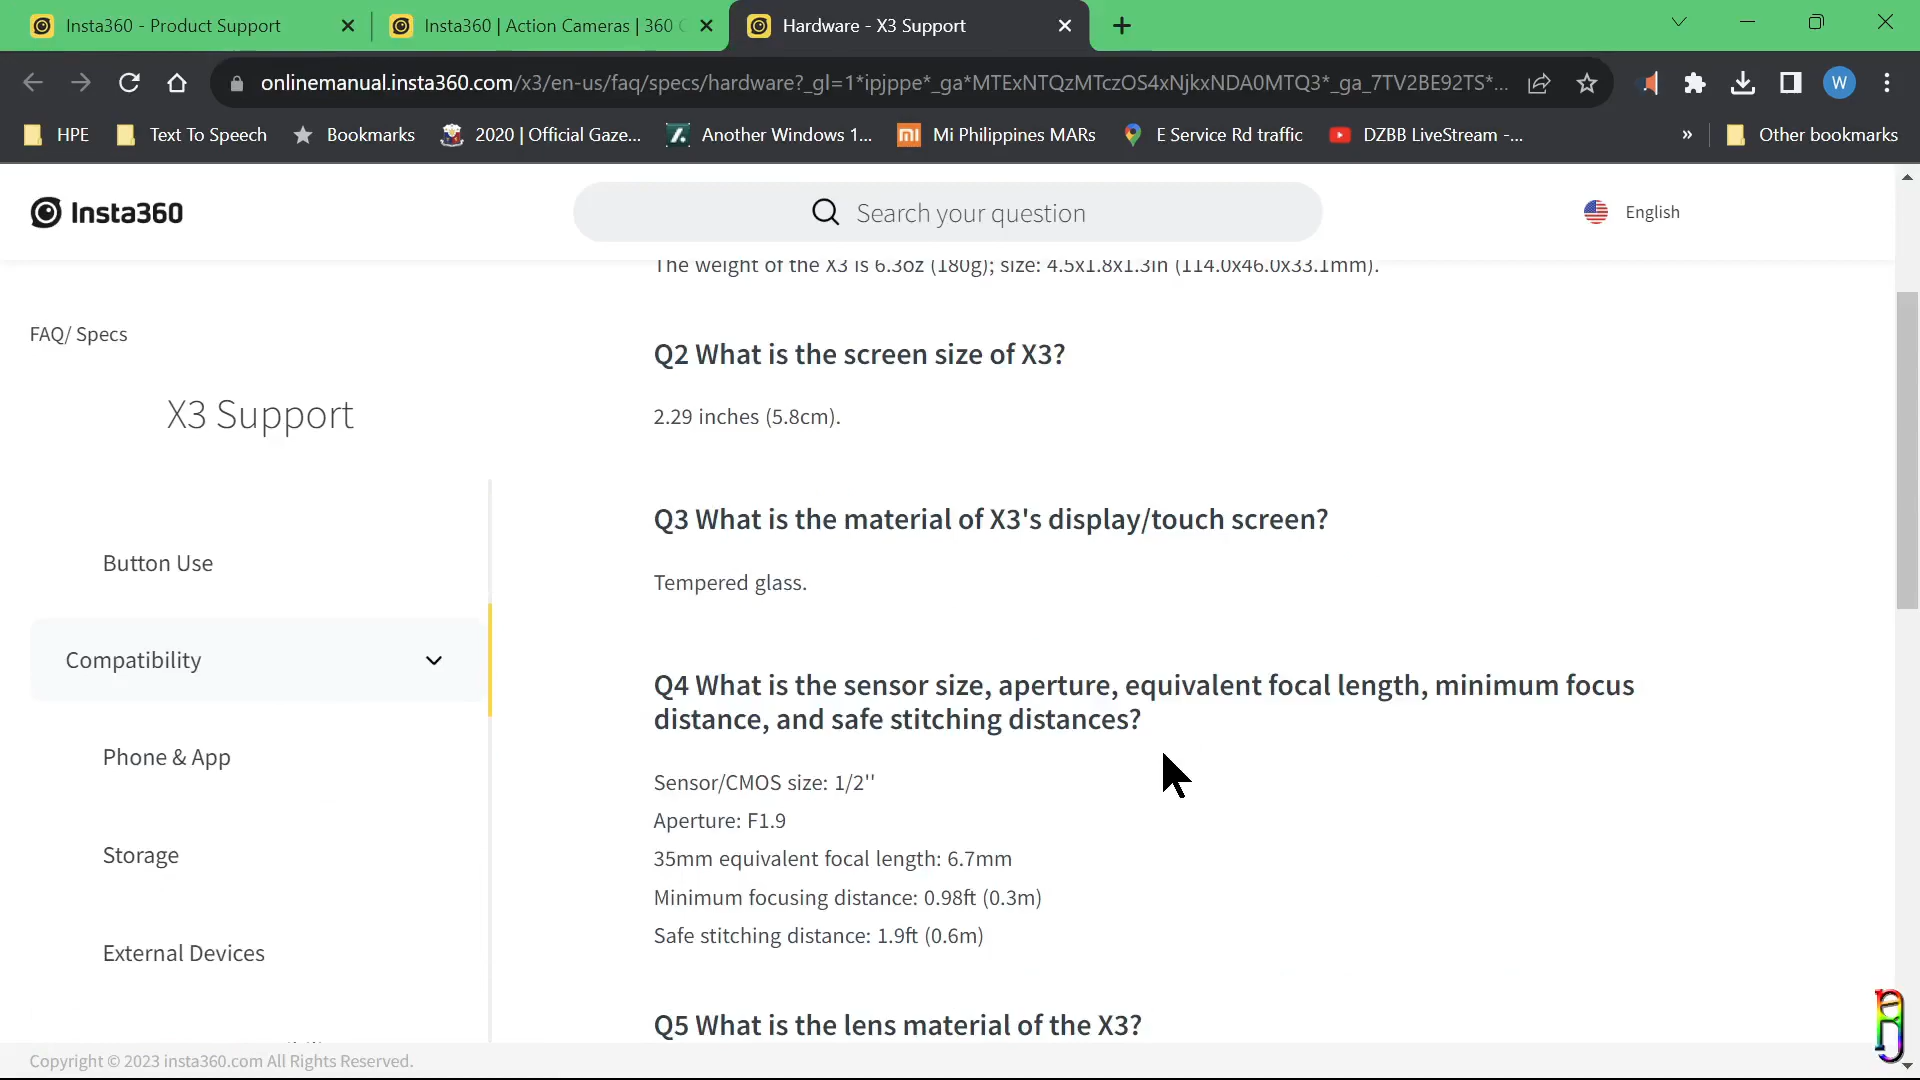 Insta360 - Product Support
Insta360 | Action Cameras | 360 C
Hardware - X3 Support
onlinemanual.insta360.com/x3/en-us/faq/specs/hardware?_gl=1*ipjppe*_ga*MTExNTQzMTczOS4xNjkxNDA0MTQ3*_ga_7TV2BE92TS*...
W
HPE
Text To Speech
Bookmarks
2020 | Official Gaze...
Another Windows 1...
Mi Philippines MARs
E Service Rd traffic
DZBB LiveStream -...
»
Other bookmarks
Insta360
Search your question
English
The weight of the X3 is 6.3oz (180g); size: 4.5x1.8x1.3in (114.0x46.0x33.1mm).
FAQ/ Specs
X3 Support
Button Use
Compatibility
Phone & App
Storage
External Devices
Q2 What is the screen size of X3?
2.29 inches (5.8cm).
Q3 What is the material of X3's display/touch screen?
Tempered glass.
Q4 What is the sensor size, aperture, equivalent focal length, minimum focus
distance, and safe stitching distances?
Sensor/CMOS size: 1/2''
Aperture: F1.9
35mm equivalent focal length: 6.7mm
Minimum focusing distance: 0.98ft (0.3m)
Safe stitching distance: 1.9ft (0.6m)
Q5 What is the lens material of the X3?
Copyright © 2023 insta360.com All Rights Reserved.